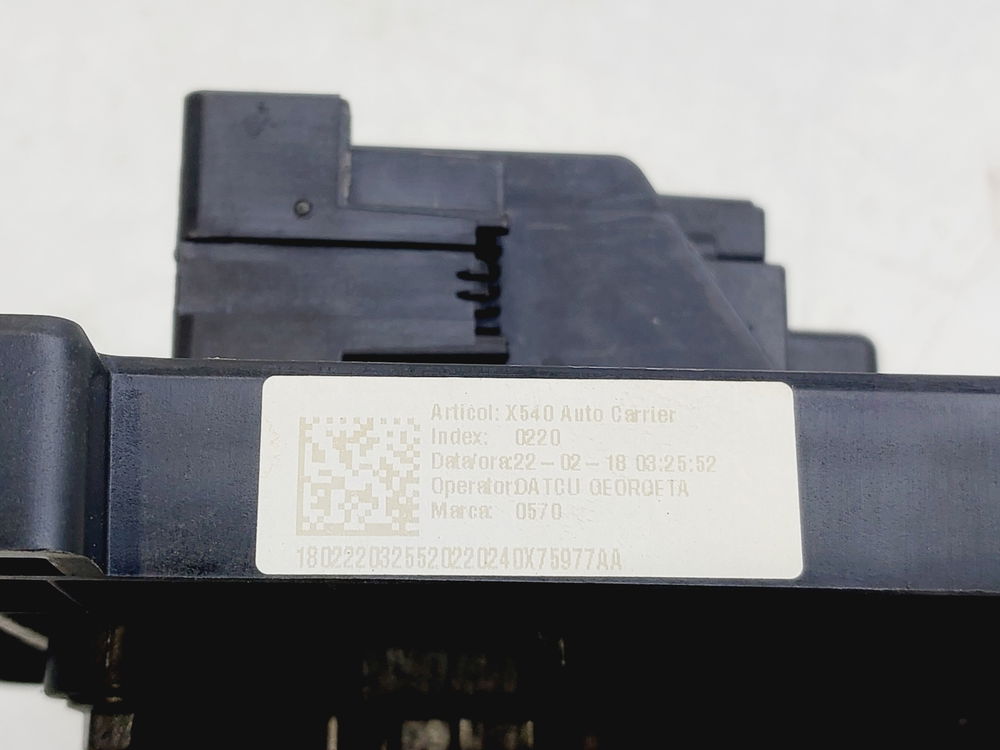 Articol: X540 Auto Carrier
Index: 0220
Data/ora:22-02-18 03:25:52
Operator:DATCU GEORGETA
Marca: 0570
1802220325520220240X75977AA